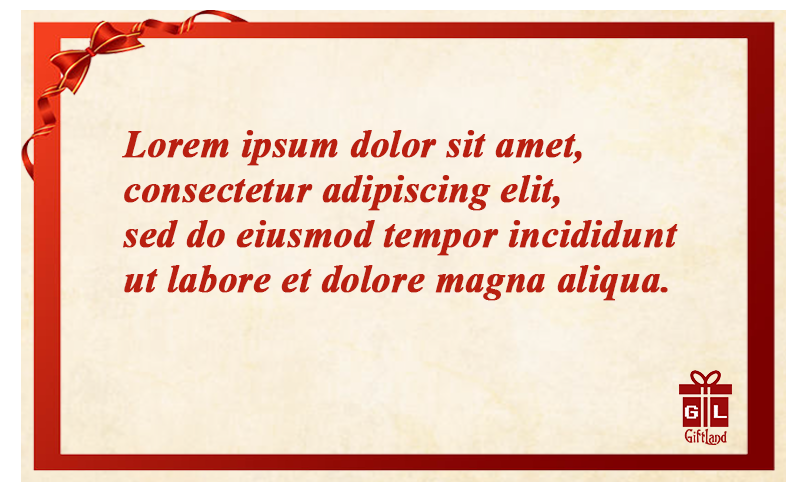 Lorem ipsum dolor sit amet,
consectetur adipiscing elit,
sed do eiusmod tempor incididunt
ut labore et dolore magna aliqua.
G L
GiftLand